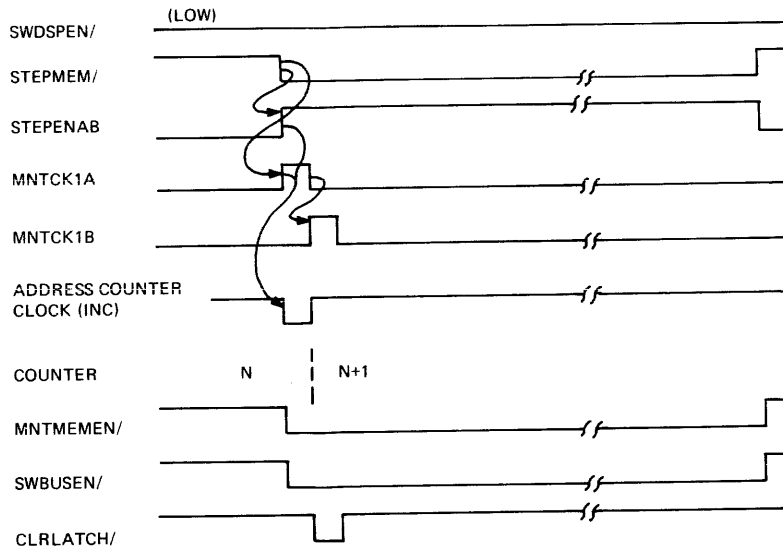 (LOW)
SWDSPEN/
STEPMEM/
STEPENAB
MNTCK1A
MNTCK1B
ADDRESS COUNTER
CLOCK (INC)
COUNTER N N+1
MNTMEMEN/
SWBUSEN/
CLRLATCH/